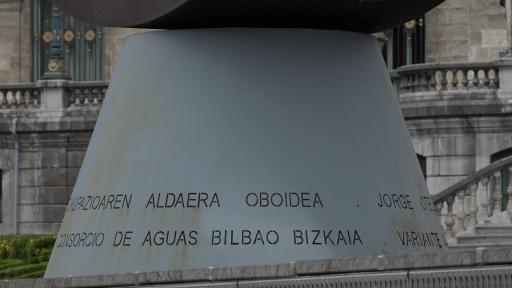 ALDAERA OBOIDEA . JORGE
CONSORCIO DE AGUAS BILBAO BIZKAIA . VARIANTE